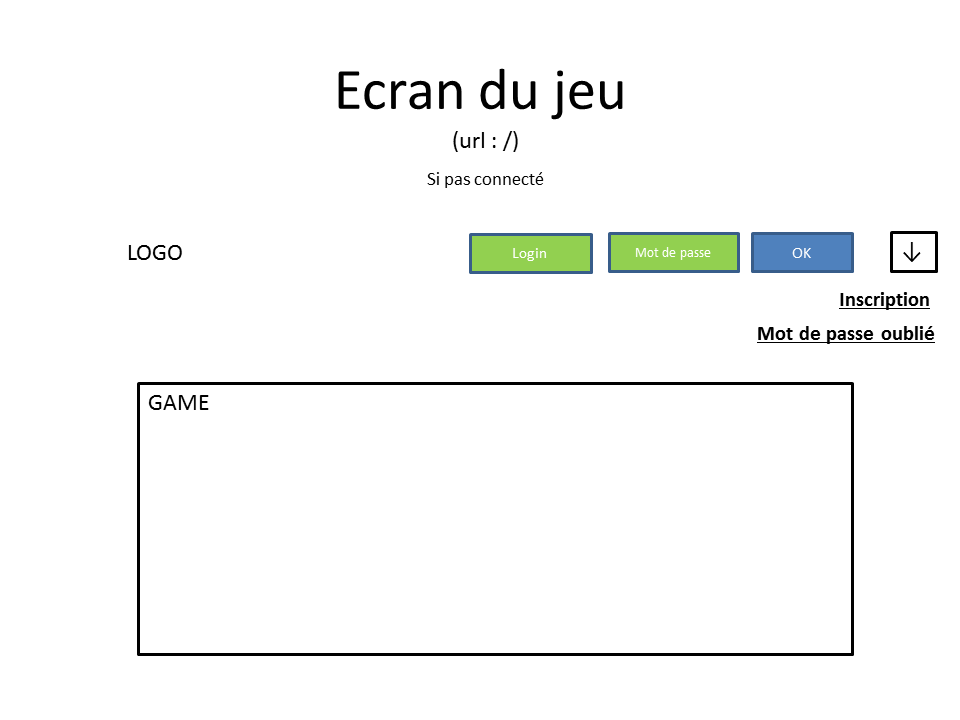 Ecran du jeu
(url : /)
Si pas connecté
LOGO
Login
Mot de passe
OK
↓
Inscription
Mot de passe oublié
GAME